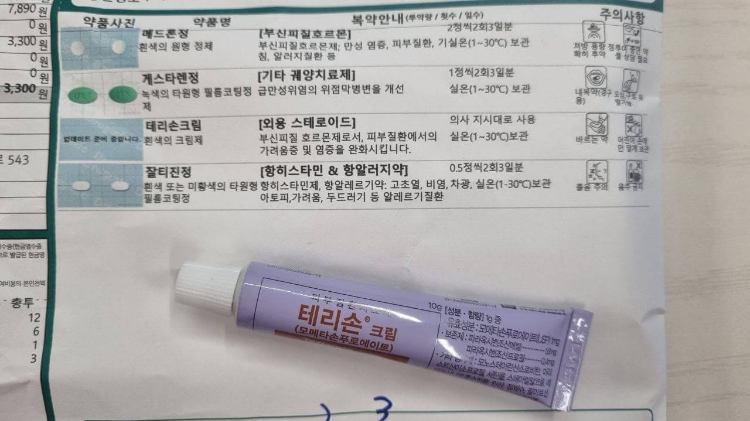 7,890 원
0 원
3,300 원
0 원
0 원
3,300 원
543
총투
12
6
1
3
약품사진 약품명 복약안내 (투약량 / 횟수 / 일수) 주의사항
메드론정 [부신피질호르몬] 2정씩2회3일분
흰색의 원형 정제 부신피질호르몬제; 만성 염증, 피부질환, 기 실온(1~30℃) 보관
침, 알러지질환 등
게스타렌정 [기타 궤양치료제] 1정씩2회3일분
녹색의 타원형 필름코팅정 급만성위염의 위점막병변을 개선 실온(1~30℃) 보관
제
테리손크림 [외용 스테로이드] 의사 지시대로 사용
흰색의 크림제 부신피질 호르몬제로서, 피부질환에서의 실온(1~30℃) 보관
가려움증 및 염증을 완화시킵니다.
바르는 약
잘티진정 [항히스타민 & 항알러지약] 0.5정씩2회3일분
흰색 또는 미황색의 타원형 항히스타민제, 항알레르기약: 고초열, 비염, 차광, 실온(1-30℃)보관
필름코팅정 아토피,가려움, 두드러기 등 알레르기질환
졸음 주의
10g
테리손® 크림
(모메타손푸로에이트)
3